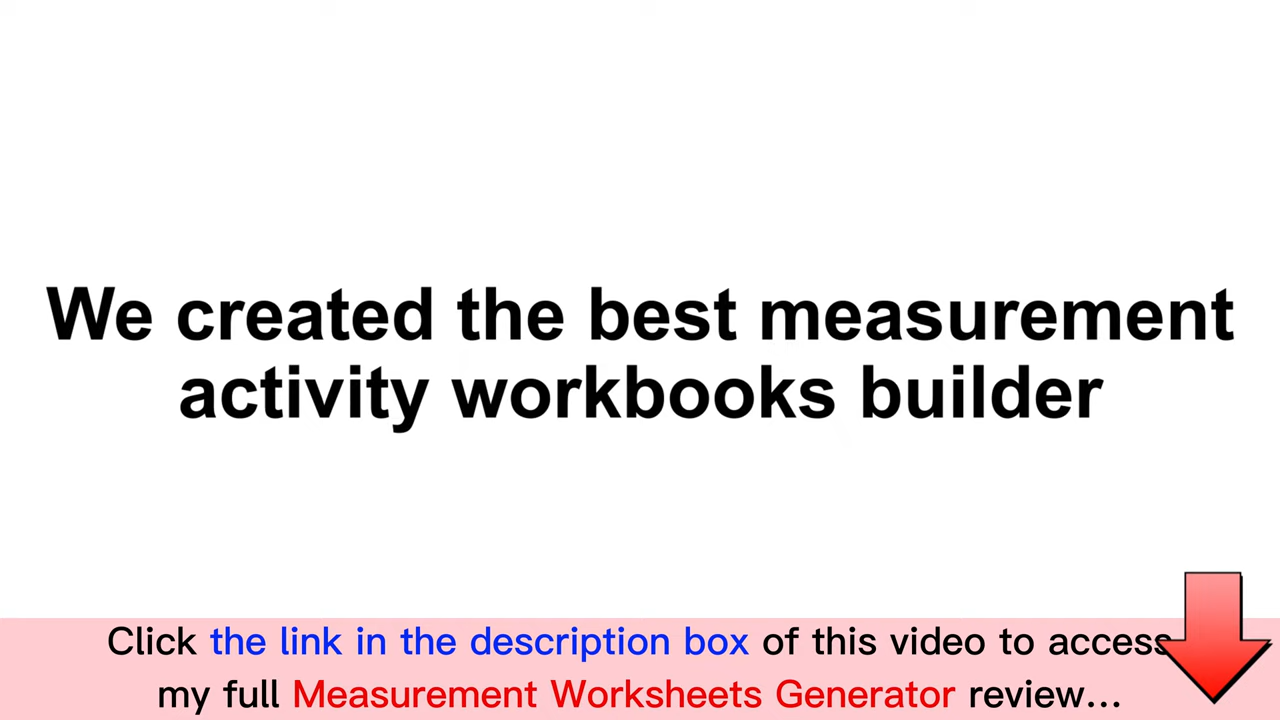 We created the best measurement
activity workbooks builder
Click the link in the description box of this video to access
my full Measurement Worksheets Generator review...